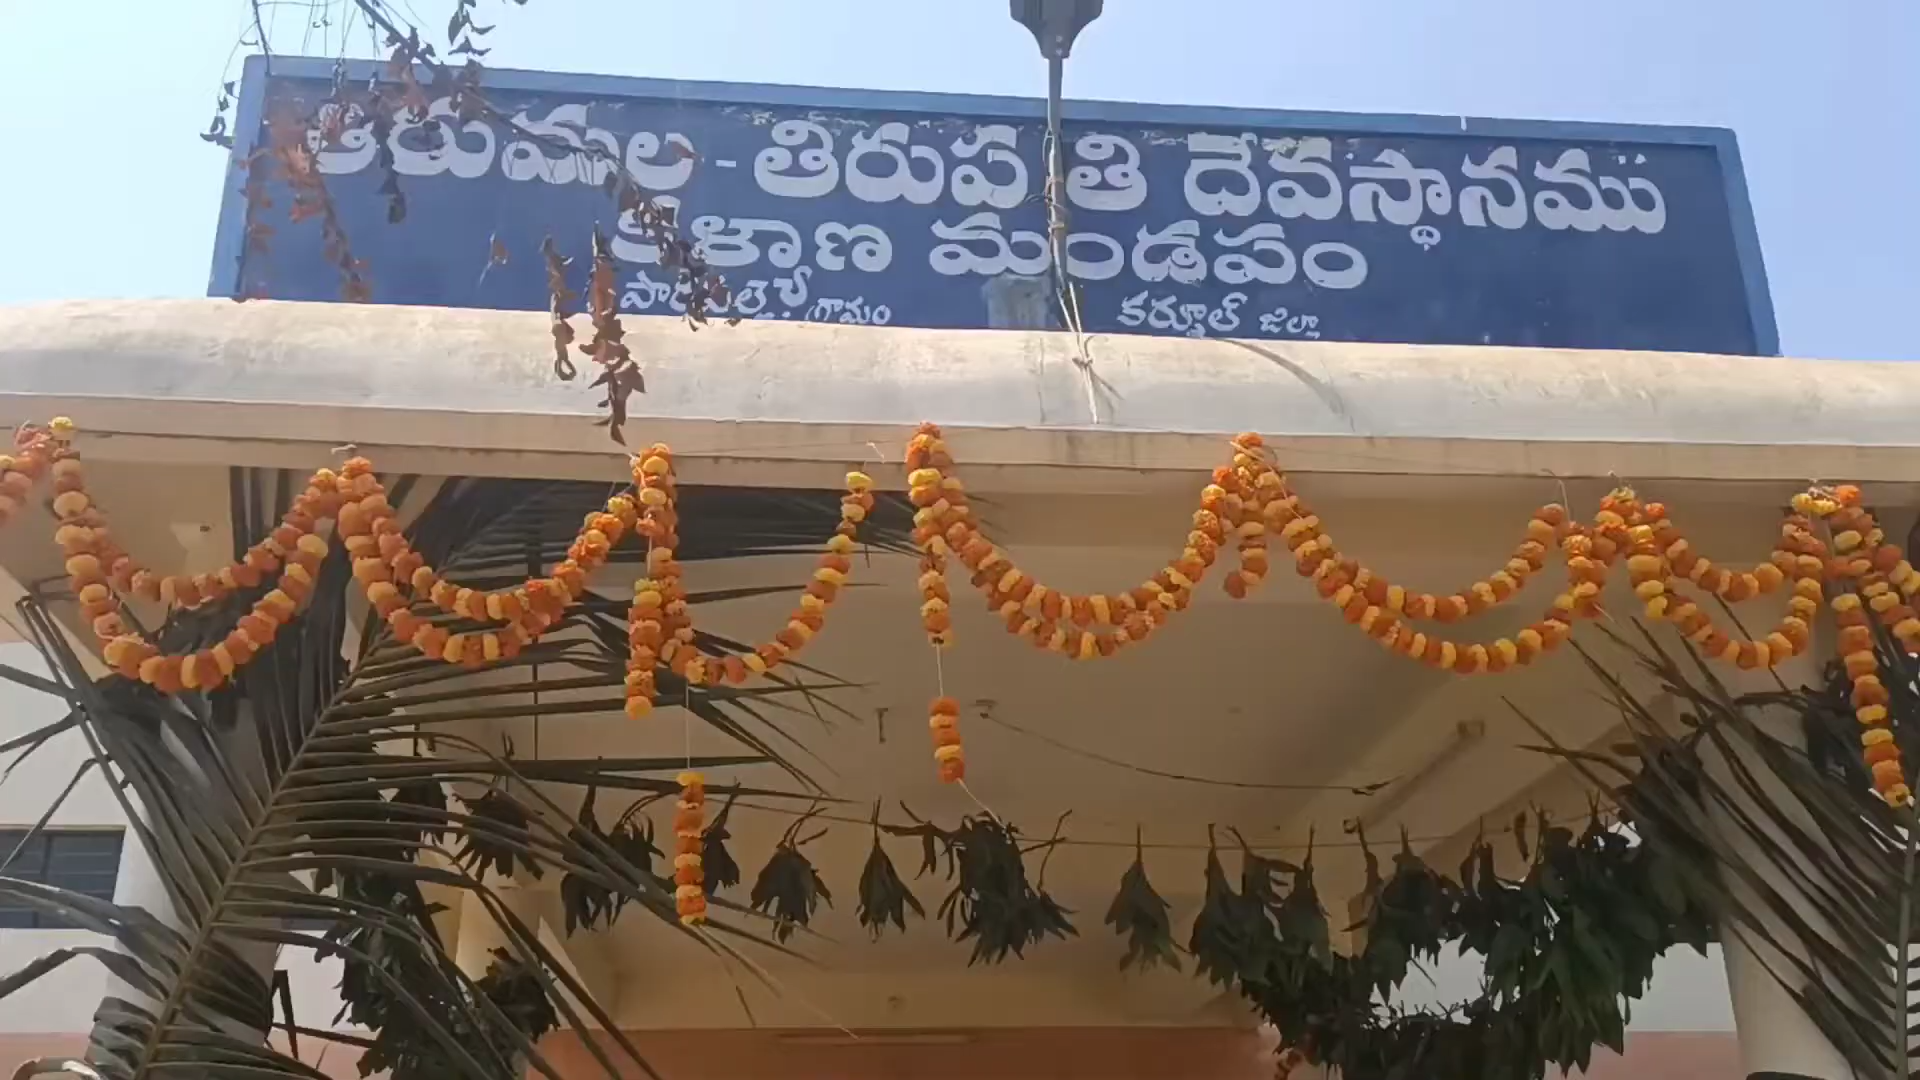 తిరుమల - తిరుపతి దేవస్థానము
కళ్యాణ మండపం
గ్రామం కర్నూల్ జిల్లా